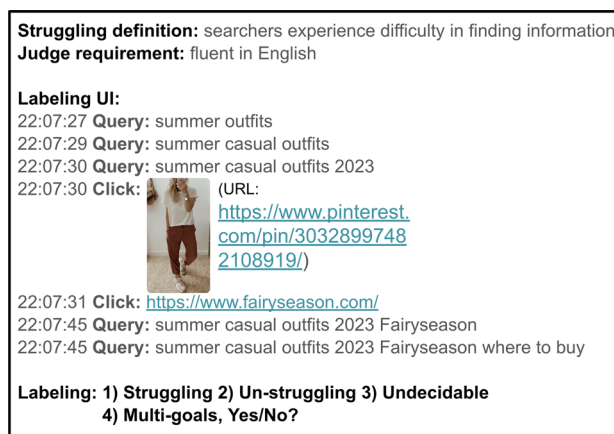 Struggling definition: searchers experience difficulty in finding information
Judge requirement: fluent in English
Labeling UI:
22:07:27 Query: summer outfits
22:07:29 Query: summer casual outfits
22:07:30 Query: summer casual outfits 2023
22:07:30 Click: (URL:
https://www.pinterest.
com/pin/3032899748
2108919/)
22:07:31 Click: https://www.fairyseason.com/
22:07:45 Query: summer casual outfits 2023 Fairyseason
22:07:45 Query: summer casual outfits 2023 Fairyseason where to buy
Labeling: 1) Struggling 2) Un-struggling 3) Undecidable
4) Multi-goals, Yes/No?